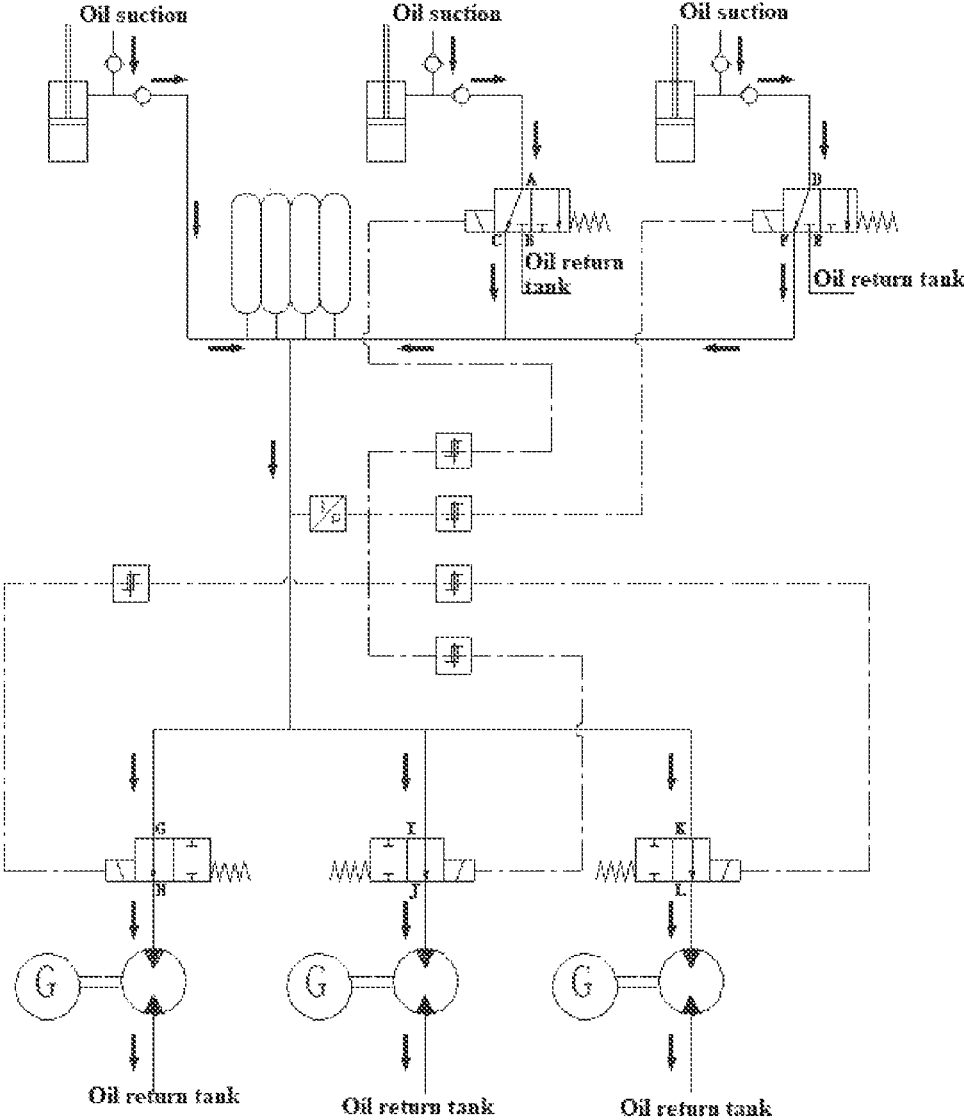 Oil suction
Oil suction
Oil suction
A
D
C
B
Oil return
tank
Oil return tank
G
I
K
H
J
L
G
G
G
Oil return tank
Oil return tank
Oil return tank